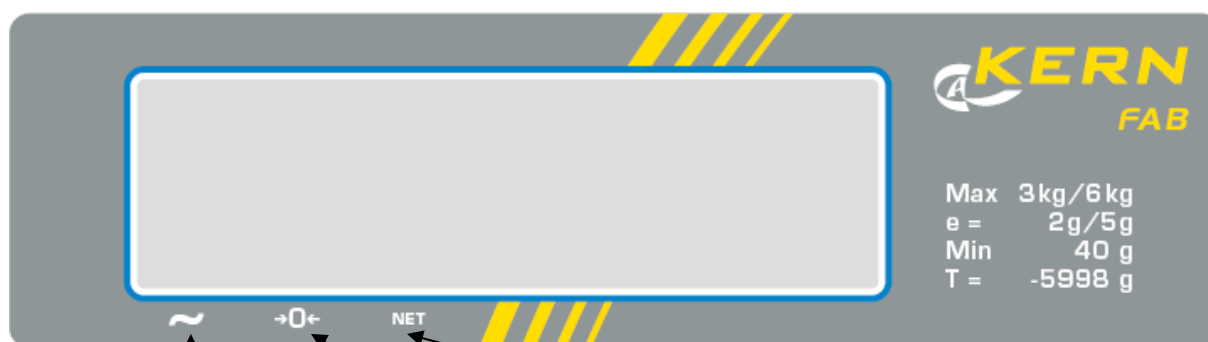 KERN
FAB
Max 3kg/6kg
e = 2g/5g
Min 40 g
T = -5998 g
~ →0← NET